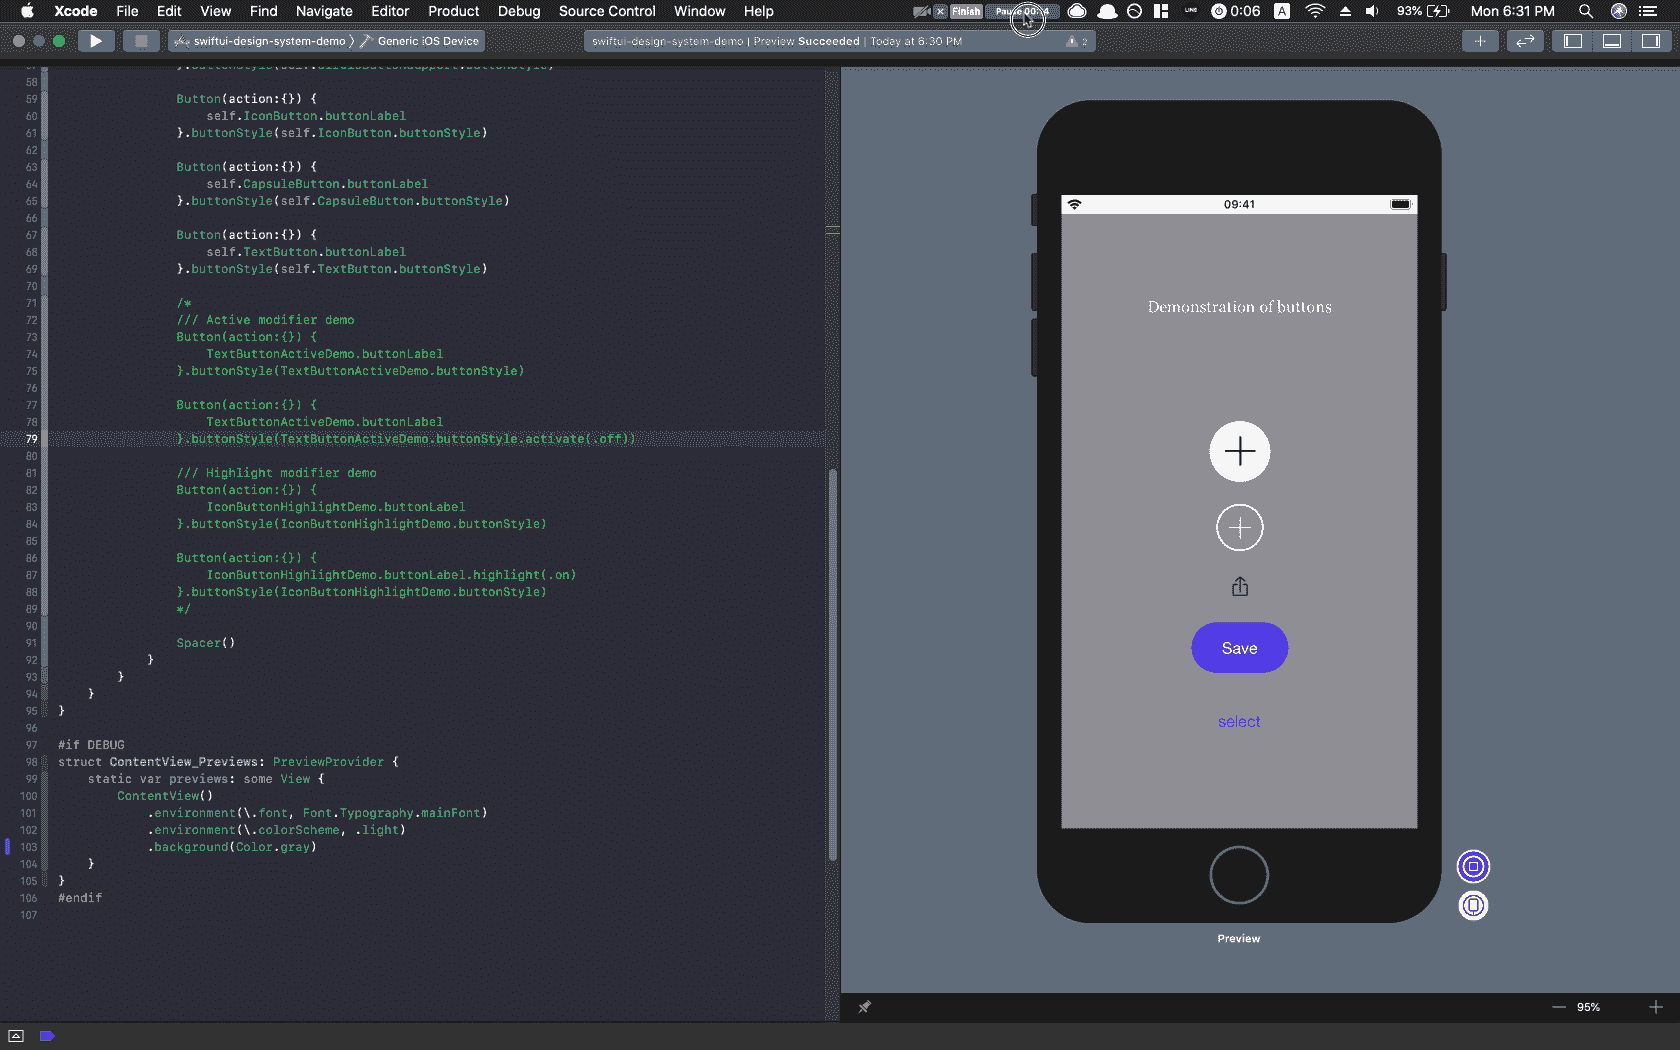 Xcode File Edit View Find Navigate Editor Product Debug Source Control Window Help
Finish Pause 00:14 LINE 0:06 A 93% Mon 6:31 PM
swiftui-design-system-demo Generic iOS Device
swiftui-design-system-demo | Preview Succeeded | Today at 6:30 PM 2
58
59 Button(action:{}) {
60 self.IconButton.buttonLabel
61 }.buttonStyle(self.IconButton.buttonStyle)
62
63 Button(action:{}) {
64 self.CapsuleButton.buttonLabel
65 }.buttonStyle(self.CapsuleButton.buttonStyle)
66
67 Button(action:{}) {
68 self.TextButton.buttonLabel
69 }.buttonStyle(self.TextButton.buttonStyle)
70
71 /*
72 /// Active modifier demo
73 Button(action:{}) {
74 TextButtonActiveDemo.buttonLabel
75 }.buttonStyle(TextButtonActiveDemo.buttonStyle)
76
77 Button(action:{}) {
78 TextButtonActiveDemo.buttonLabel
79 }.buttonStyle(TextButtonActiveDemo.buttonStyle.activate(.off))
80
81 /// Highlight modifier demo
82 Button(action:{}) {
83 IconButtonHighlightDemo.buttonLabel
84 }.buttonStyle(IconButtonHighlightDemo.buttonStyle)
85
86 Button(action:{}) {
87 IconButtonHighlightDemo.buttonLabel.highlight(.on)
88 }.buttonStyle(IconButtonHighlightDemo.buttonStyle)
89 */
90
91 Spacer()
92 }
93 }
94 }
95 }
96
97 #if DEBUG
98 struct ContentView_Previews: PreviewProvider {
99 static var previews: some View {
100 ContentView()
101 .environment(\.font, Font.Typography.mainFont)
102 .environment(\.colorScheme, .light)
103 .background(Color.gray)
104 }
105 }
106 #endif
107
09:41
Demonstration of buttons
Save
select
Preview
95%